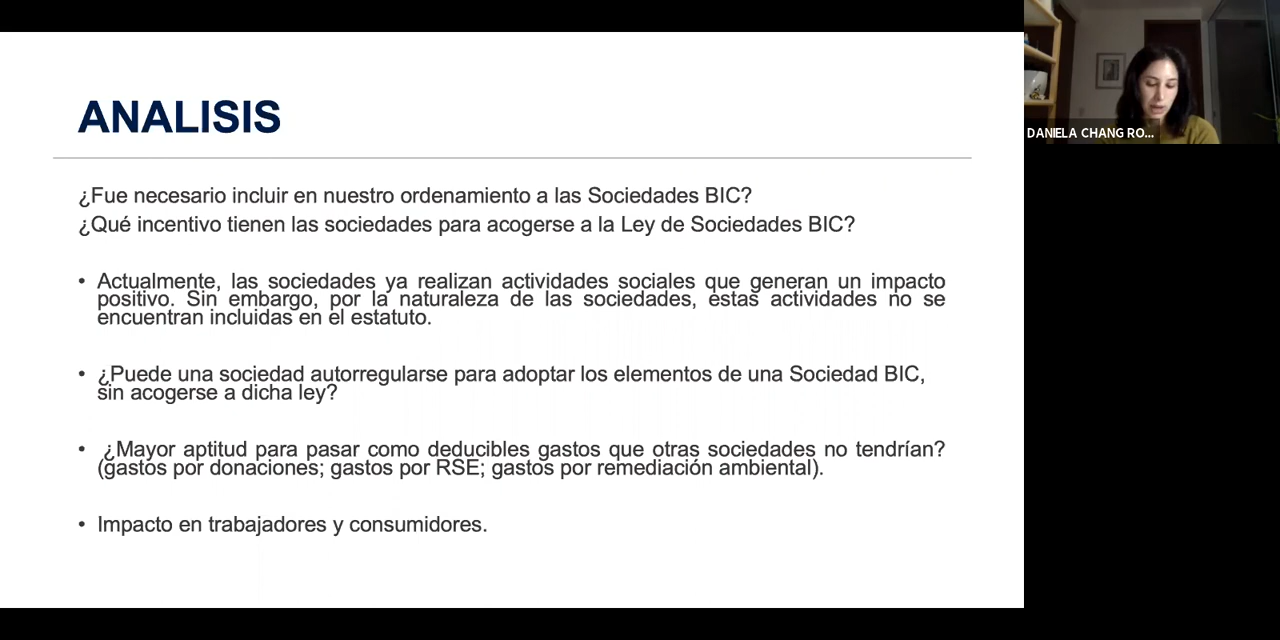 ANALISIS
¿Fue necesario incluir en nuestro ordenamiento a las Sociedades BIC?
¿Qué incentivo tienen las sociedades para acogerse a la Ley de Sociedades BIC?
• Actualmente, las sociedades ya realizan actividades sociales que generan un impacto
positivo. Sin embargo, por la naturaleza de las sociedades, estas actividades no se
encuentran incluidas en el estatuto.
• ¿Puede una sociedad autorregularse para adoptar los elementos de una Sociedad BIC,
sin acogerse a dicha ley?
• ¿Mayor aptitud para pasar como deducibles gastos que otras sociedades no tendrían?
(gastos por donaciones; gastos por RSE; gastos por remediación ambiental).
• Impacto en trabajadores y consumidores.
DANIELA CHANG RO...